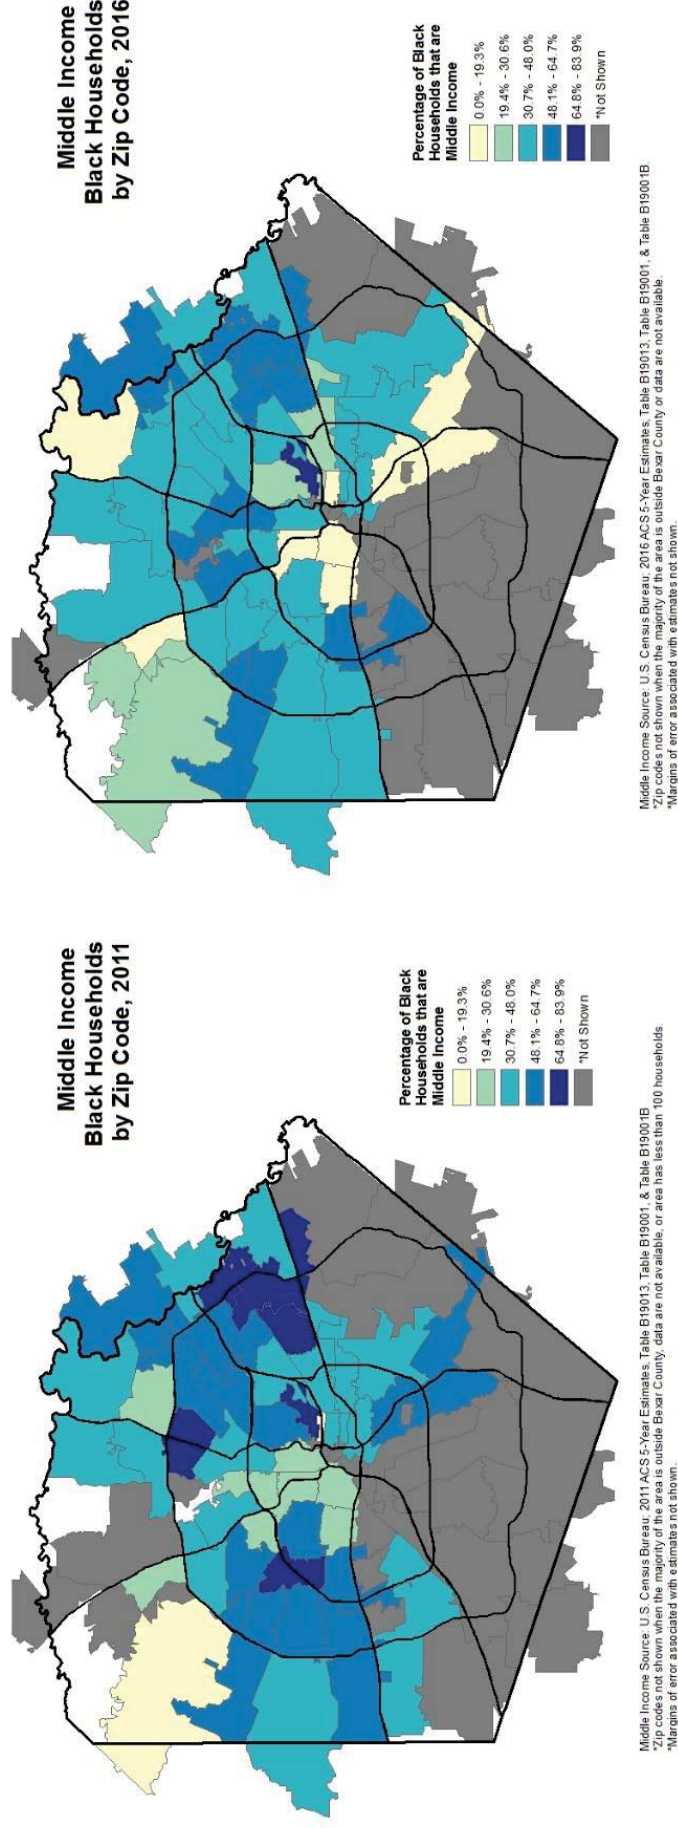 Middle Income
Black Households
by Zip Code, 2011
Percentage of Black
Households that are
Middle Income
0.0% - 19.3%
19.4% - 30.6%
30.7% - 48.0%
48.1% - 64.7%
64.8% - 83.9%
*Not Shown
Middle Income Source: U.S. Census Bureau; 2011 ACS 5-Year Estimates, Table B19013, Table B19001, & Table B19001B
*Zip codes not shown when the majority of the area is outside Bexar County, data are not available, or area has less than 100 households.
*Margins of error associated with estimates not shown.
Middle Income
Black Households
by Zip Code, 2016
Percentage of Black
Households that are
Middle Income
0.0% - 19.3%
19.4% - 30.6%
30.7% - 48.0%
48.1% - 64.7%
64.8% - 83.9%
*Not Shown
Middle Income Source: U.S. Census Bureau; 2016 ACS 5-Year Estimates, Table B19013, Table B19001, & Table B19001B.
*Zip codes not shown when the majority of the area is outside Bexar County or data are not available.
*Margins of error associated with estimates not shown.